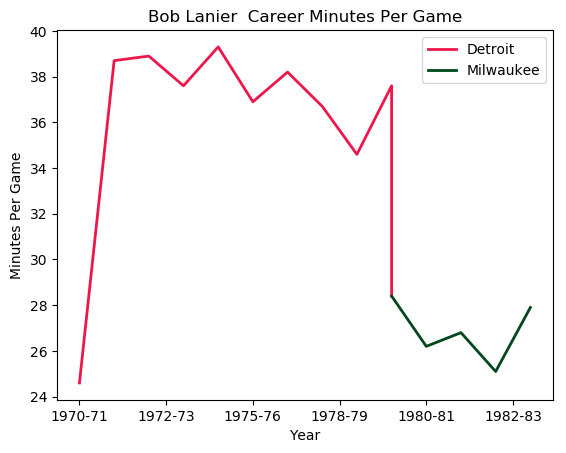 Bob Lanier  Career Minutes Per Game
Detroit
Milwaukee
Minutes Per Game
40
38
36
34
32
30
28
26
24
1970-71 1972-73 1975-76 1978-79 1980-81 1982-83
Year